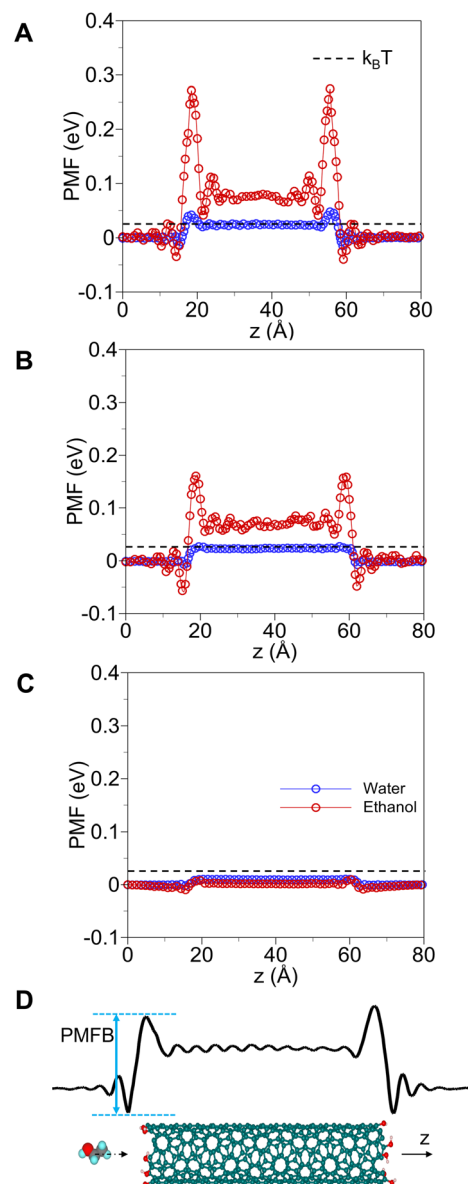 A
0.4
0.3
0.2
0.1
0
-0.1
PMF (eV)
k_BT
0 20 40 60 80
z (Å)
B
0.4
0.3
0.2
0.1
0
-0.1
PMF (eV)
0 20 40 60 80
z (Å)
C
0.4
0.3
0.2
0.1
0
-0.1
PMF (eV)
Water
Ethanol
0 20 40 60 80
z (Å)
D
PMFB
z